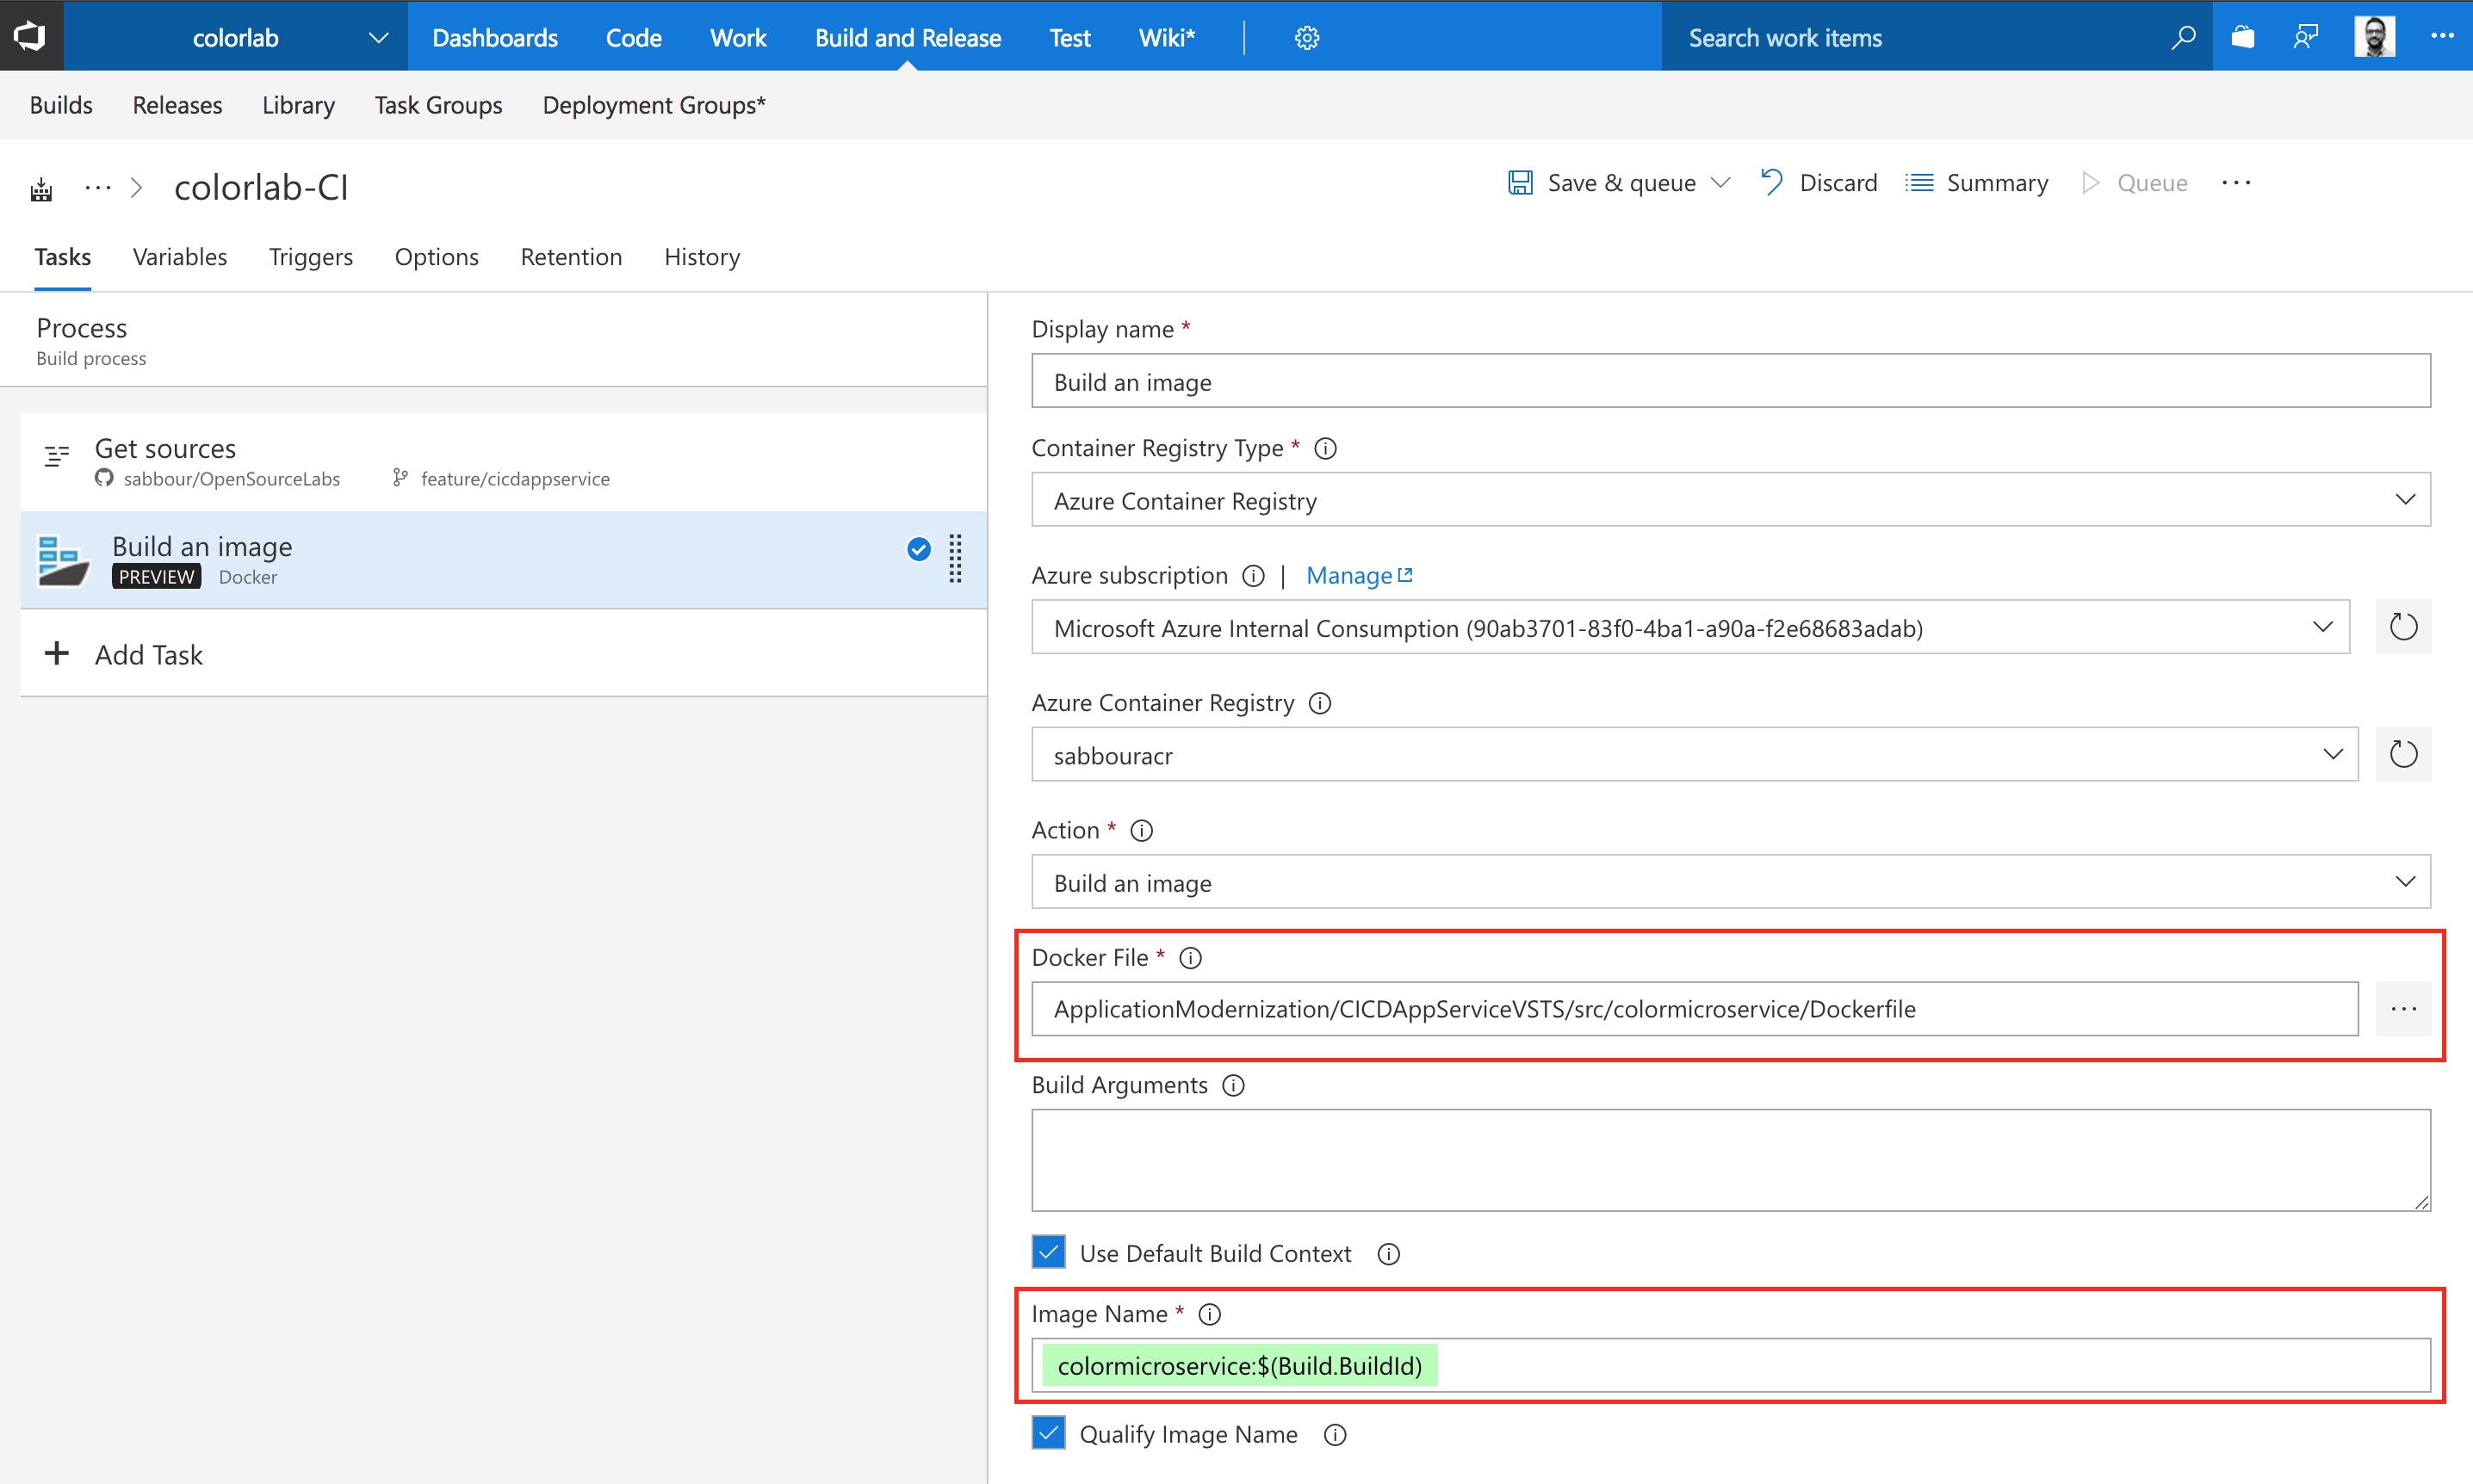 colorlab
Dashboards Code Work Build and Release Test Wiki*
Search work items
Builds Releases Library Task Groups Deployment Groups*
colorlab-CI
Save & queue Discard Summary Queue
Tasks Variables Triggers Options Retention History
Process
Build process
Get sources
sabbour/OpenSourceLabs feature/cicdappservice
Build an image
PREVIEW Docker
Add Task
Display name *
Build an image
Container Registry Type *
Azure Container Registry
Azure subscription | Manage
Microsoft Azure Internal Consumption (90ab3701-83f0-4ba1-a90a-f2e68683adab)
Azure Container Registry
sabbouracr
Action *
Build an image
Docker File *
ApplicationModernization/CICDAppServiceVSTS/src/colormicroservice/Dockerfile
Build Arguments
Use Default Build Context
Image Name *
colormicroservice:$(Build.BuildId)
Qualify Image Name